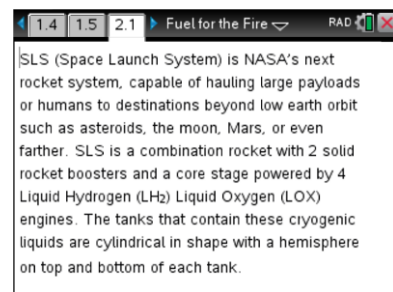 1.4 1.5 2.1 Fuel for the Fire RAD
SLS (Space Launch System) is NASA's next
rocket system, capable of hauling large payloads
or humans to destinations beyond low earth orbit
such as asteroids, the moon, Mars, or even
farther. SLS is a combination rocket with 2 solid
rocket boosters and a core stage powered by 4
Liquid Hydrogen (LH₂) Liquid Oxygen (LOX)
engines. The tanks that contain these cryogenic
liquids are cylindrical in shape with a hemisphere
on top and bottom of each tank.